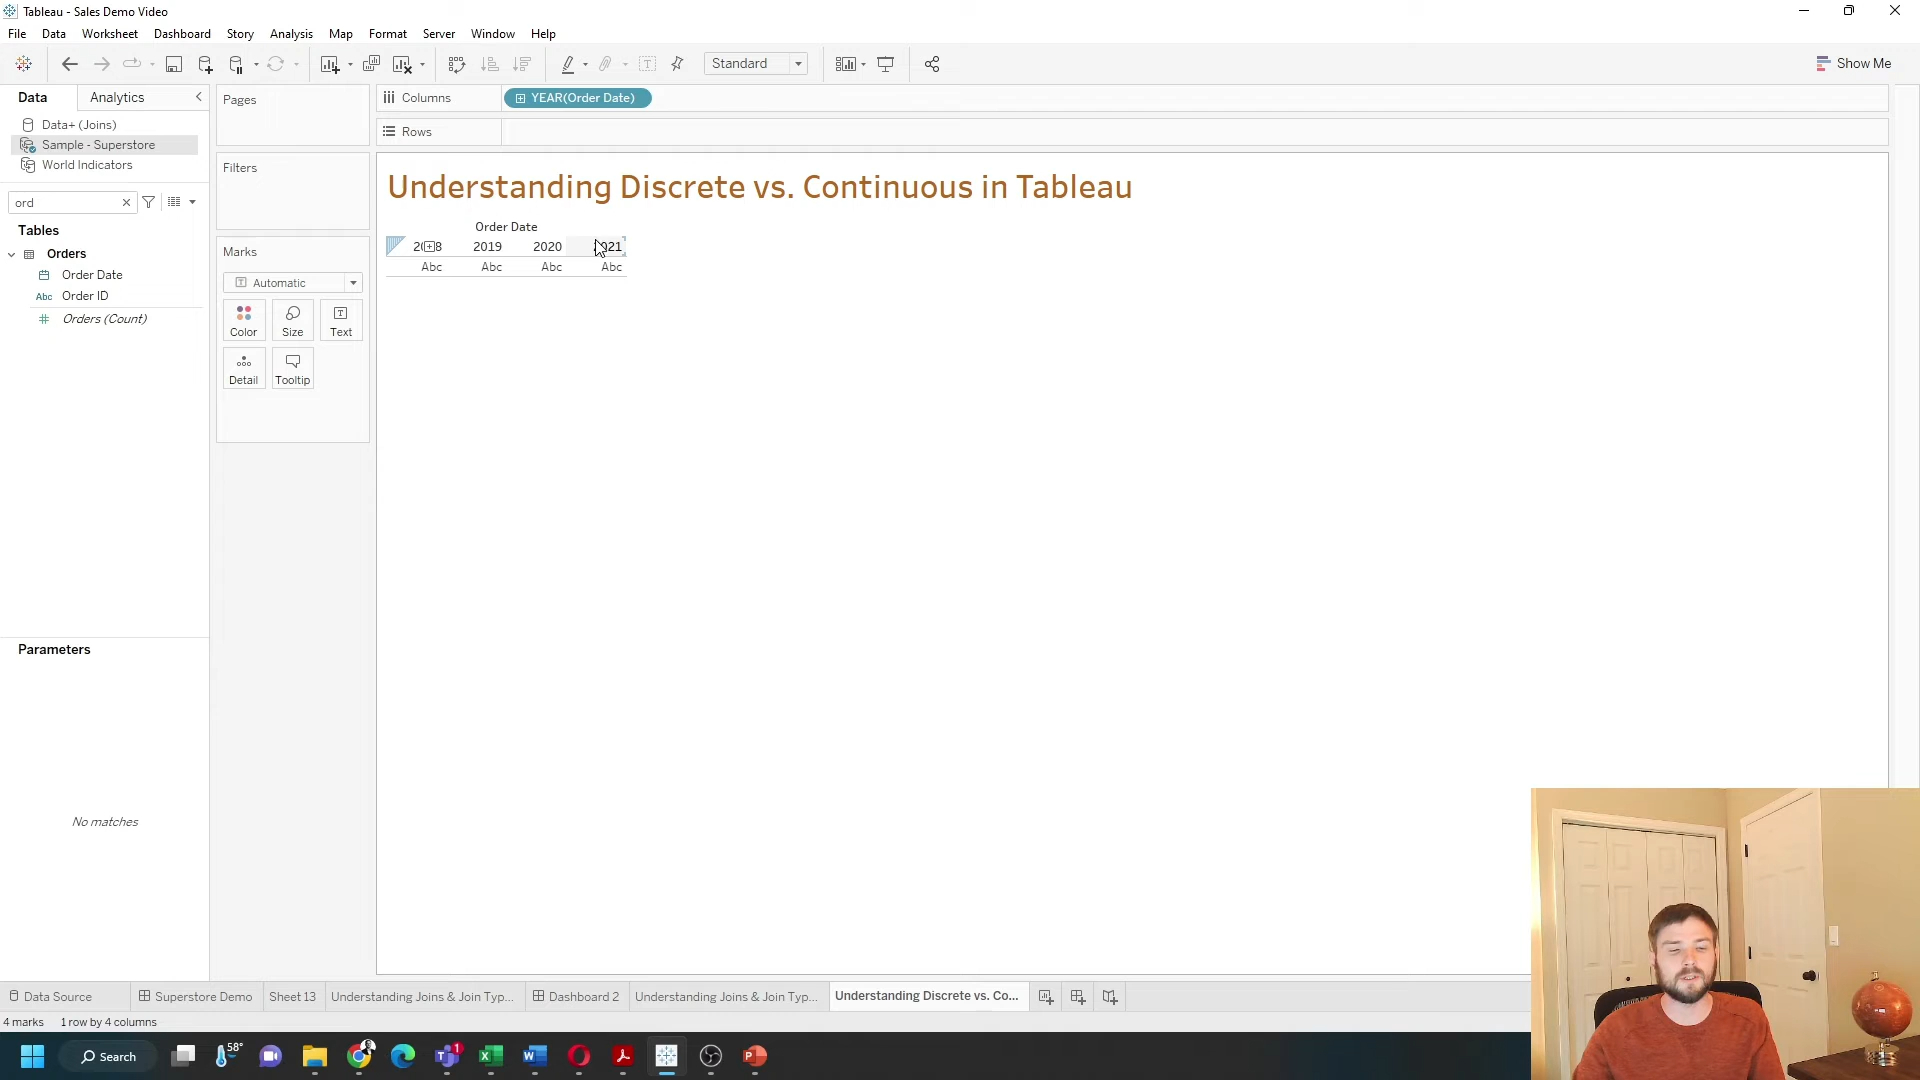 Tableau - Sales Demo Video
File Data Worksheet Dashboard Story Analysis Map Format Server Window Help
Standard
Show Me
Data Analytics
Pages
Columns
YEAR(Order Date)
Data+ (Joins)
Sample - Superstore
World Indicators
Rows
Filters
ord
Tables
Orders
Order Date
Abc Order ID
Orders (Count)
Marks
Automatic
Color Size Text
Detail Tooltip
Understanding Discrete vs. Continuous in Tableau
Order Date
2019 2020
Abc Abc Abc Abc
Parameters
No matches
Data Source Superstore Demo Sheet 13 Understanding Joins & Join Typ... Dashboard 2 Understanding Joins & Join Typ... Understanding Discrete vs. Co...
4 marks 1 row by 4 columns
Search
58°
1